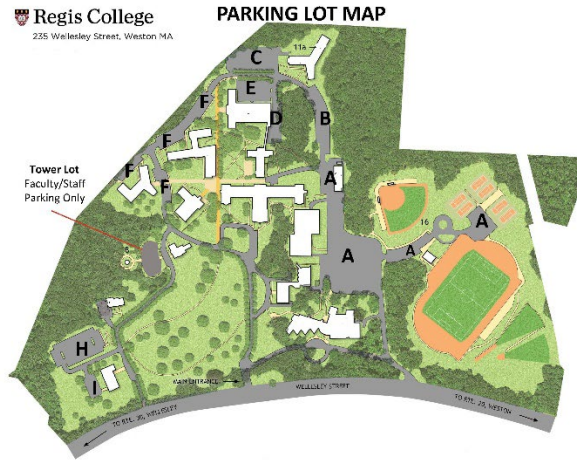 Regis College
235 Wellesley Street, Weston MA
PARKING LOT MAP
C
11a
E
F
D
B
F
F
F
A
Tower Lot
Faculty/Staff
Parking Only
16
A
A
A
H
I
MAIN ENTRANCE
WELLESLEY STREET
TO RTE. 30, WELLESLEY
TO RTE. 20, WESTON